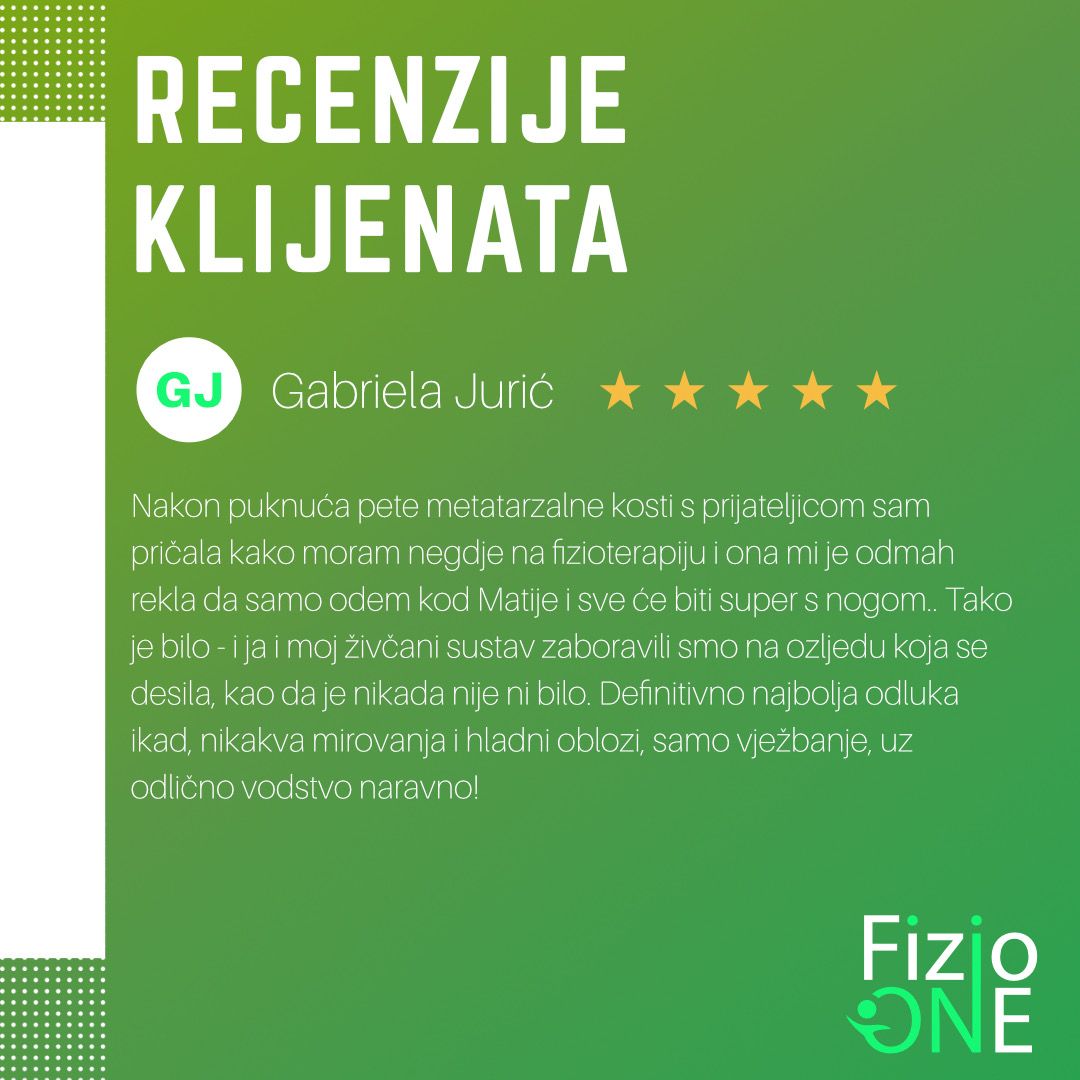 RECENZIJE
KLIJENATA
GJ Gabriela Jurić
Nakon puknuća pete metatarzalne kosti s prijateljicom sam
pričala kako moram negdje na fizioterapiju i ona mi je odmah
rekla da samo odem kod Matije i sve će biti super s nogom.. Tako
je bilo - i ja i moj živčani sustav zaboravili smo na ozljedu koja se
desila, kao da je nikada nije ni bilo. Definitivno najbolja odluka
ikad, nikakva mirovanja i hladni oblozi, samo vježbanje, uz
odlično vodstvo naravno!
Fizio
ONE